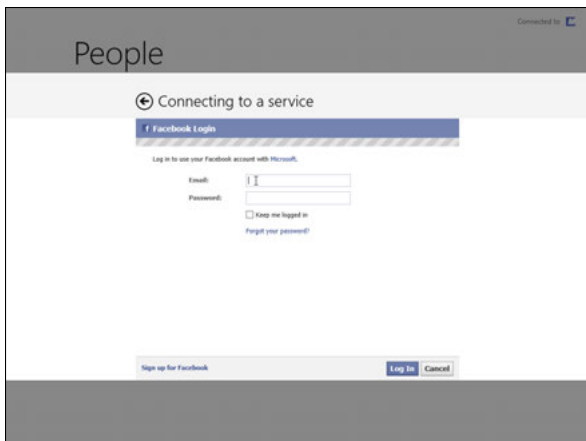 Connected to
People
Connecting to a service
f Facebook Login
Log in to use your Facebook account with Microsoft.
Email:
Password:
Keep me logged in
Forgot your password?
Sign up for Facebook
Log In Cancel